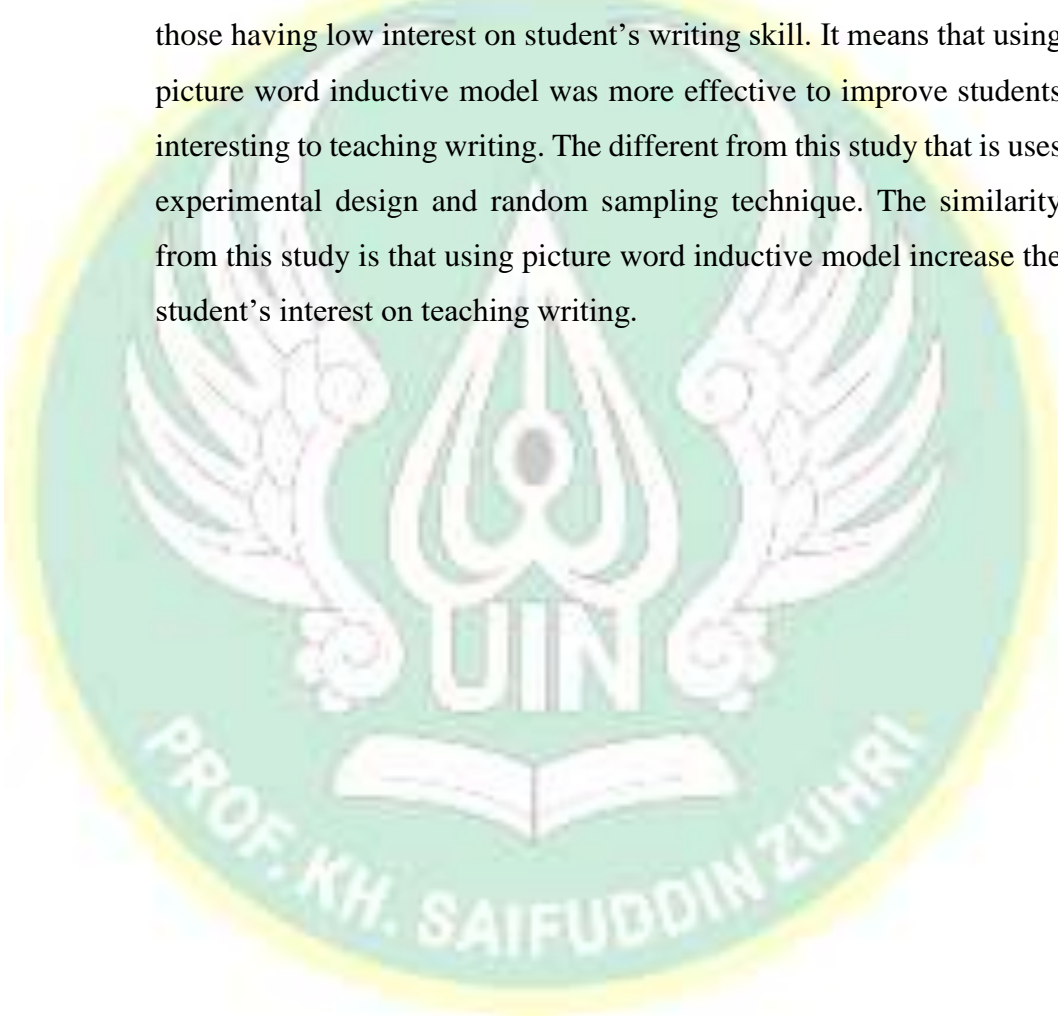 those having low interest on student’s writing skill. It means that using
picture word inductive model was more effective to improve students
interesting to teaching writing. The different from this study that is uses
experimental design and random sampling technique. The similarity
from this study is that using picture word inductive model increase the
student’s interest on teaching writing.
UIN
PROF. KH. SAIFUDDIN ZUHRI